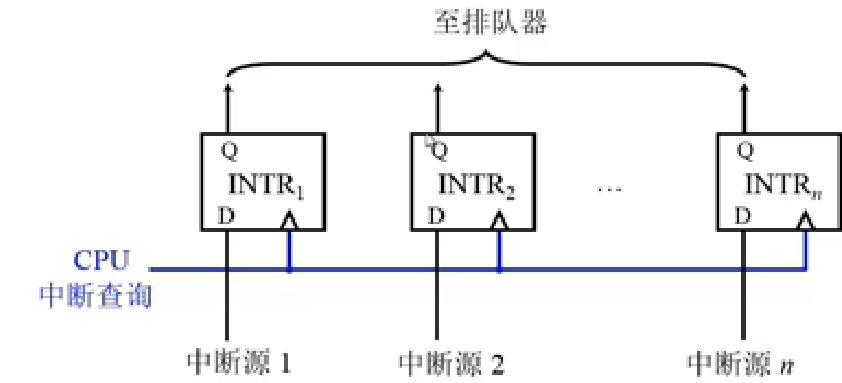 至排队器
Q Q Q
INTR₁ INTR₂ … INTRₙ
D D D
CPU
中断查询
中断源 1 中断源 2 中断源 n